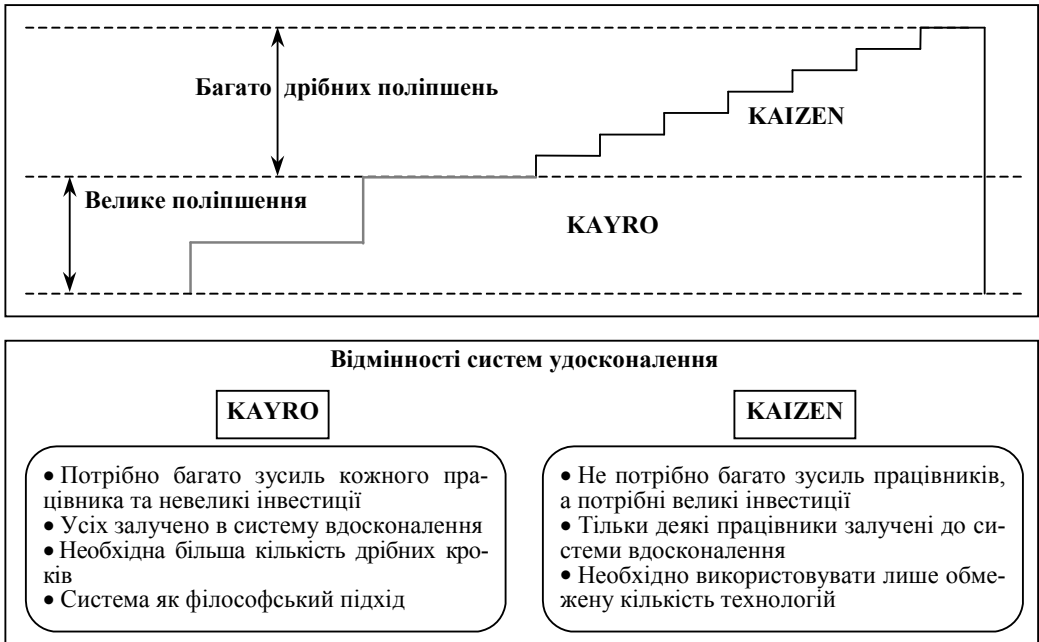 Багато дрібних поліпшень
KAIZEN
Велике поліпшення
KAYRO
Відмінності систем удосконалення
KAYRO
• Потрібно багато зусиль кожного пра-
цівника та невеликі інвестиції
• Усіх залучено в систему вдосконалення
• Необхідна більша кількість дрібних кро-
ків
• Система як філософський підхід
KAIZEN
• Не потрібно багато зусиль працівників,
а потрібні великі інвестиції
• Тільки деякі працівники залучені до си-
стеми вдосконалення
• Необхідно використовувати лише обме-
жену кількість технологій